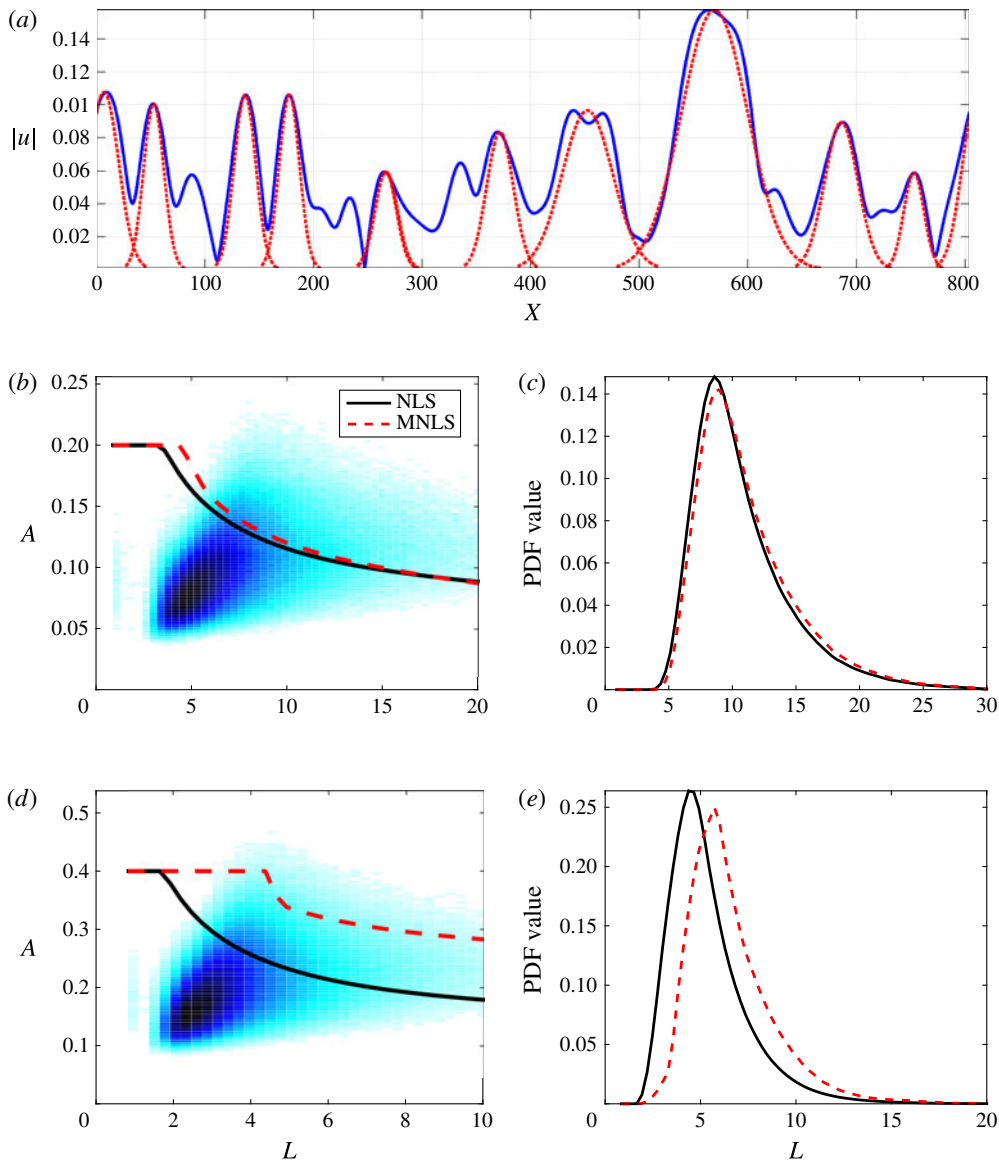 (a)
0.14
0.12
0.01
0.08
0.06
0.04
0.02
|u|
0 100 200 300 400 500 600 700 800
X
(b)
0.25
0.20
0.15
0.10
0.05
A
NLS
MNLS
0 5 10 15 20
(c)
0.14
0.12
0.10
0.08
0.06
0.04
0.02
PDF value
0 5 10 15 20 25 30
(d)
0.5
0.4
0.3
0.2
0.1
A
0 2 4 6 8 10
L
(e)
0.25
0.20
0.15
0.10
0.05
PDF value
0 5 10 15 20
L